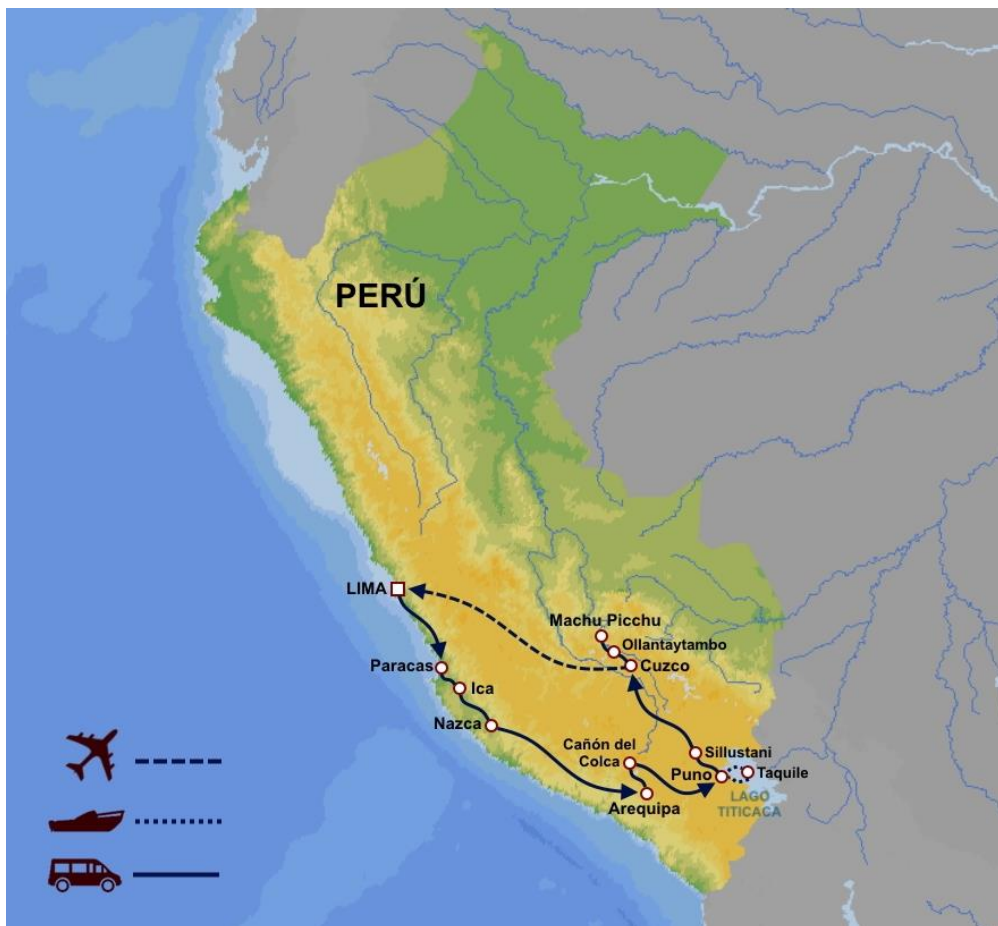 PERÚ
LIMA
Machu Picchu
Ollantaytambo
Cuzco
Paracas
Ica
Nazca
Cañón del
Colca
Sillustani
Puno
Taquile
Arequipa
LAGO
TITICACA